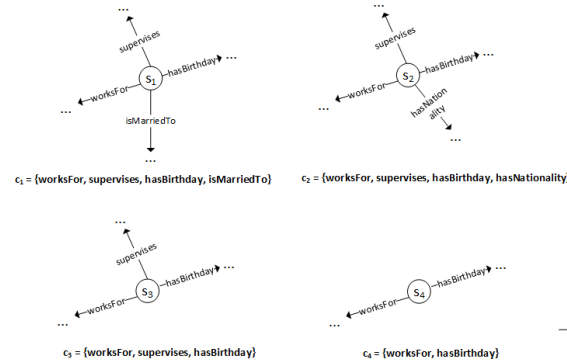 ...
...
supervises
supervises
S1
hasBirthday
...
S2
hasBirthday
...
worksFor
worksFor
...
...
isMarriedTo
hasNation
ality
...
...
c1 = {worksFor, supervises, hasBirthday, isMarriedTo}
c2 = {worksFor, supervises, hasBirthday, hasNationality}
...
supervises
S3
hasBirthday
...
S4
hasBirthday
...
worksFor
worksFor
...
...
c3 = {worksFor, supervises, hasBirthday}
c4 = {worksFor, hasBirthday}